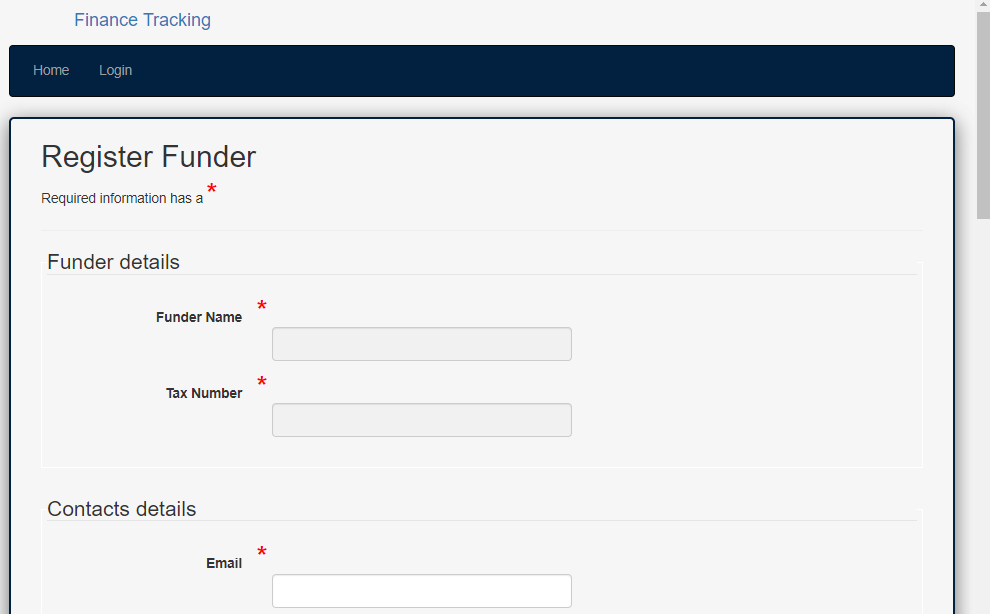 Finance Tracking
Home Login
Register Funder
Required information has a *
Funder details
Funder Name *
Tax Number *
Contacts details
Email *